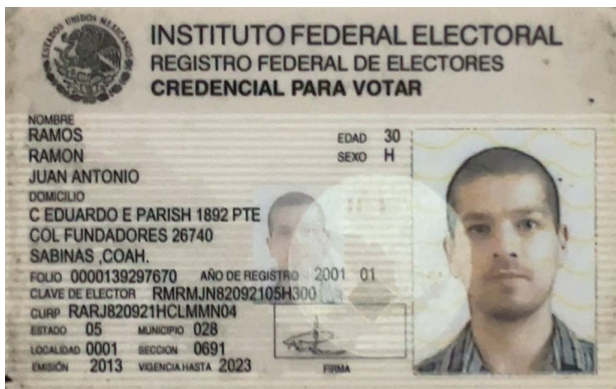 ESTADOS UNIDOS MEXICANOS
INSTITUTO FEDERAL ELECTORAL
REGISTRO FEDERAL DE ELECTORES
CREDENCIAL PARA VOTAR
NOMBRE
RAMOS EDAD 30
RAMON SEXO H
JUAN ANTONIO
DOMICILIO
C EDUARDO E PARISH 1892 PTE
COL FUNDADORES 26740
SABINAS ,COAH.
FOLIO 0000139297670 AÑO DE REGISTRO 2001 01
CLAVE DE ELECTOR RMRMJN82092105H300
CURP RARJ820921HCLMMN04
ESTADO 05 MUNICIPIO 028
LOCALIDAD 0001 SECCION 0691
EMISIÓN 2013 VIGENCIA HASTA 2023 FIRMA